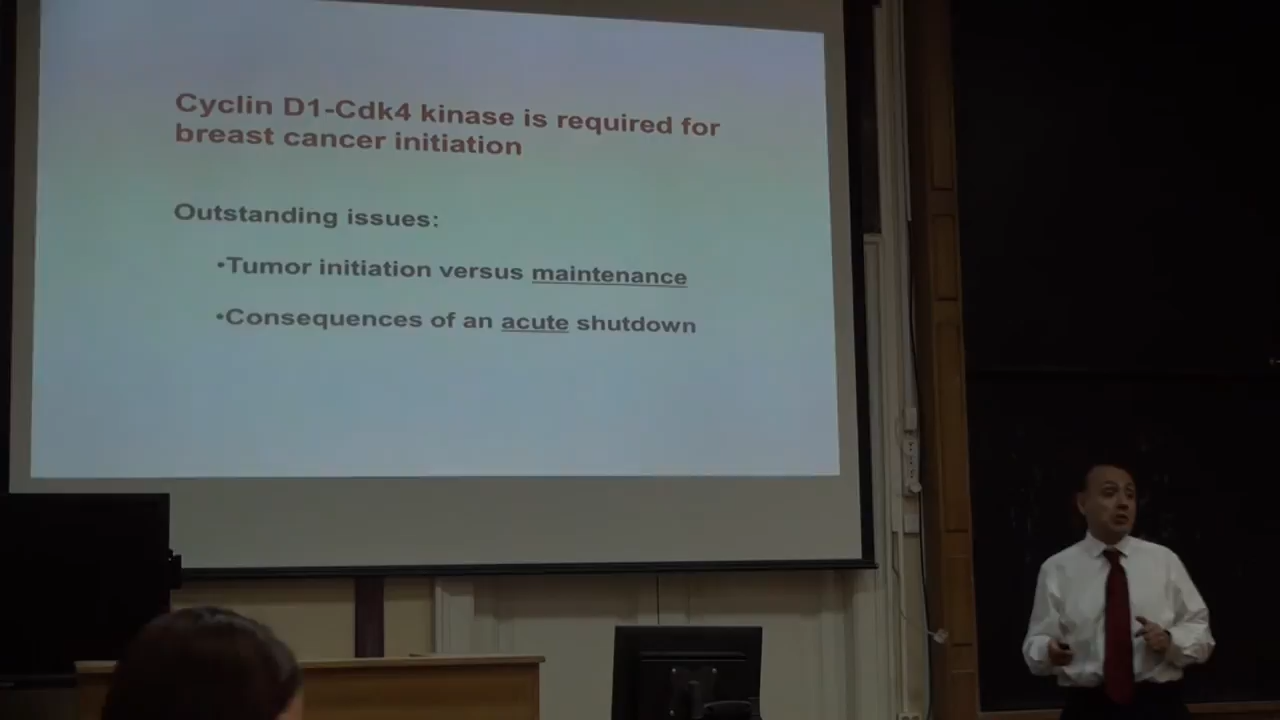 Cyclin D1-Cdk4 kinase is required for
breast cancer initiation
Outstanding issues:
•Tumor initiation versus maintenance
•Consequences of an acute shutdown